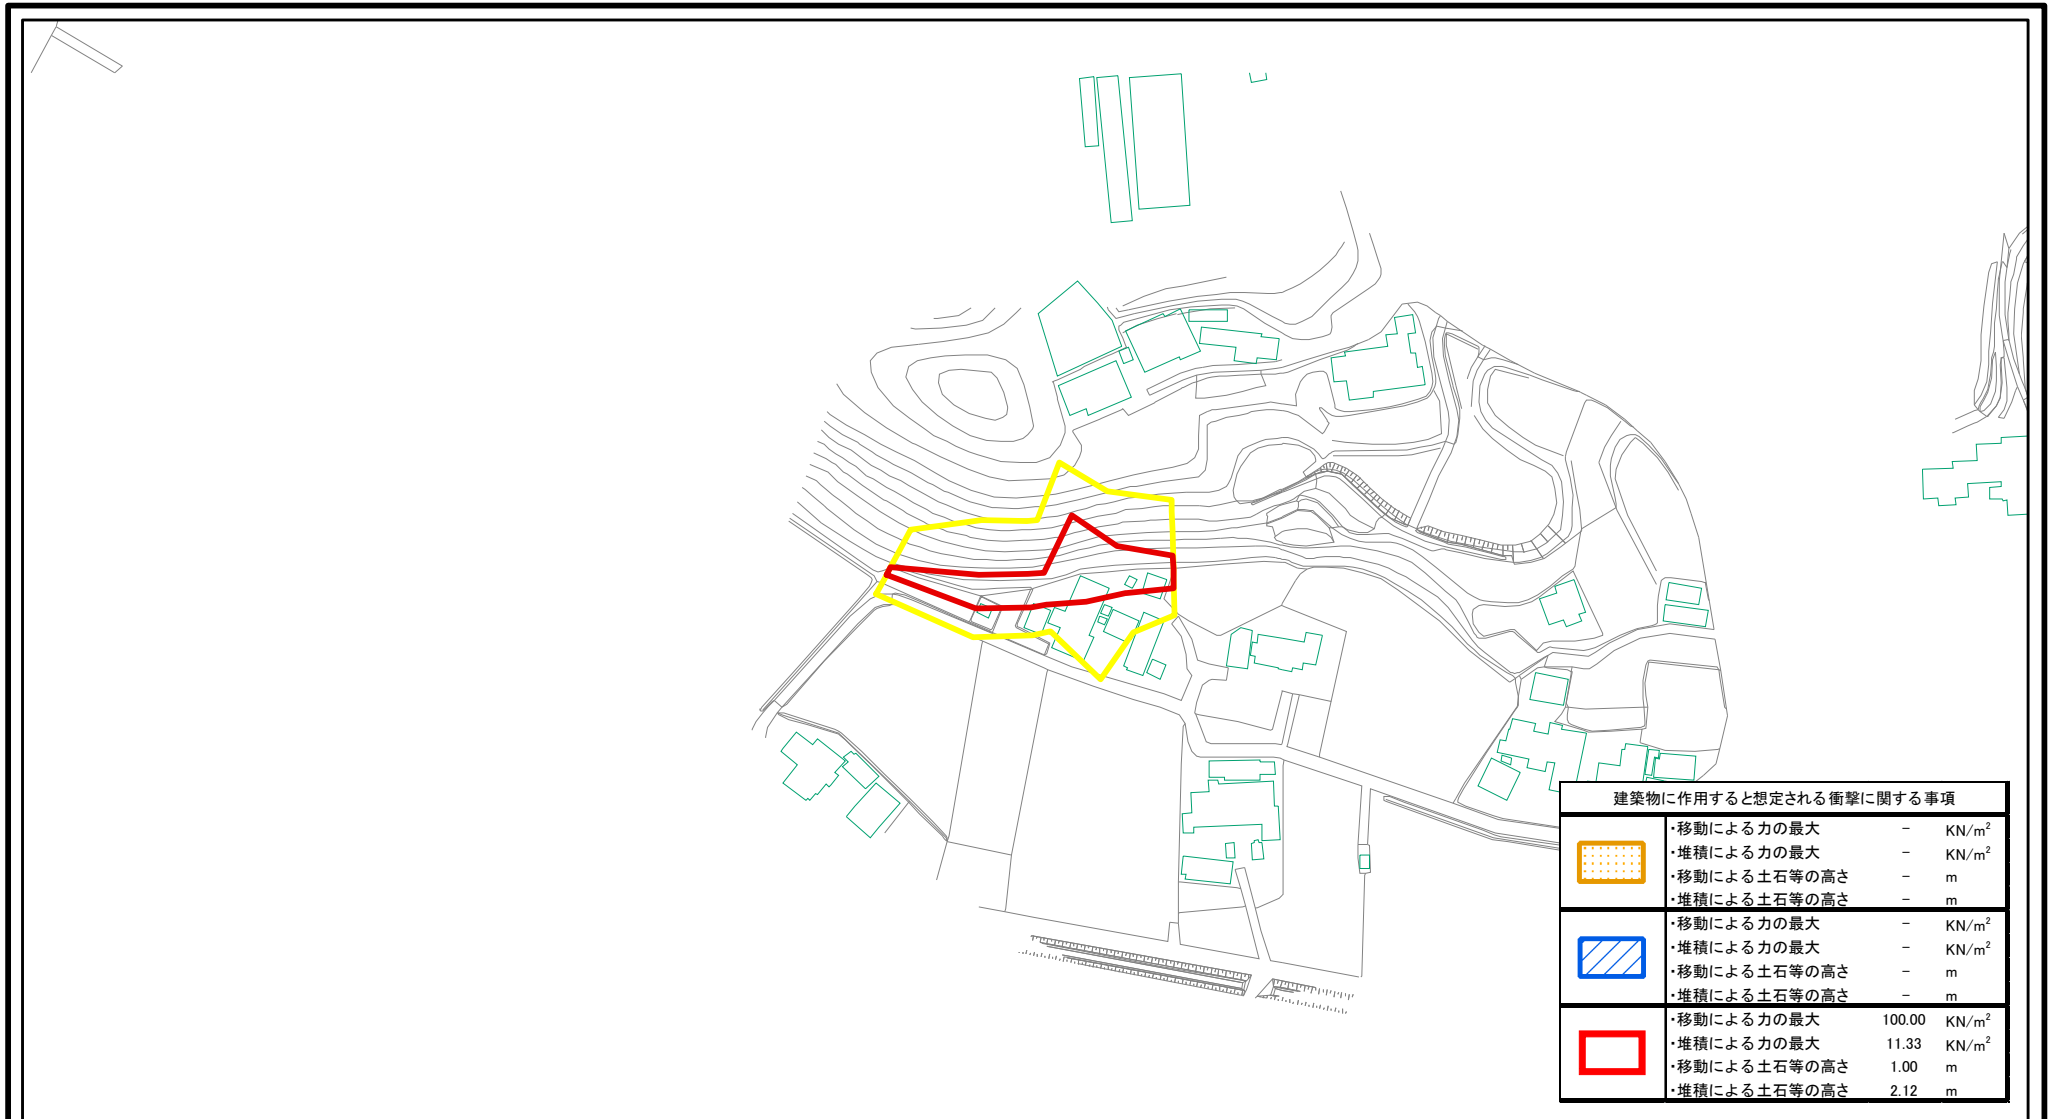 建築物に作用すると想定される衝撃に関する事項
・移動による力の最大 － KN/m²
・堆積による力の最大 － KN/m²
・移動による土石等の高さ － m
・堆積による土石等の高さ － m
・移動による力の最大 － KN/m²
・堆積による力の最大 － KN/m²
・移動による土石等の高さ － m
・堆積による土石等の高さ － m
・移動による力の最大 100.00 KN/m²
・堆積による力の最大 11.33 KN/m²
・移動による土石等の高さ 1.00 m
・堆積による土石等の高さ 2.12 m